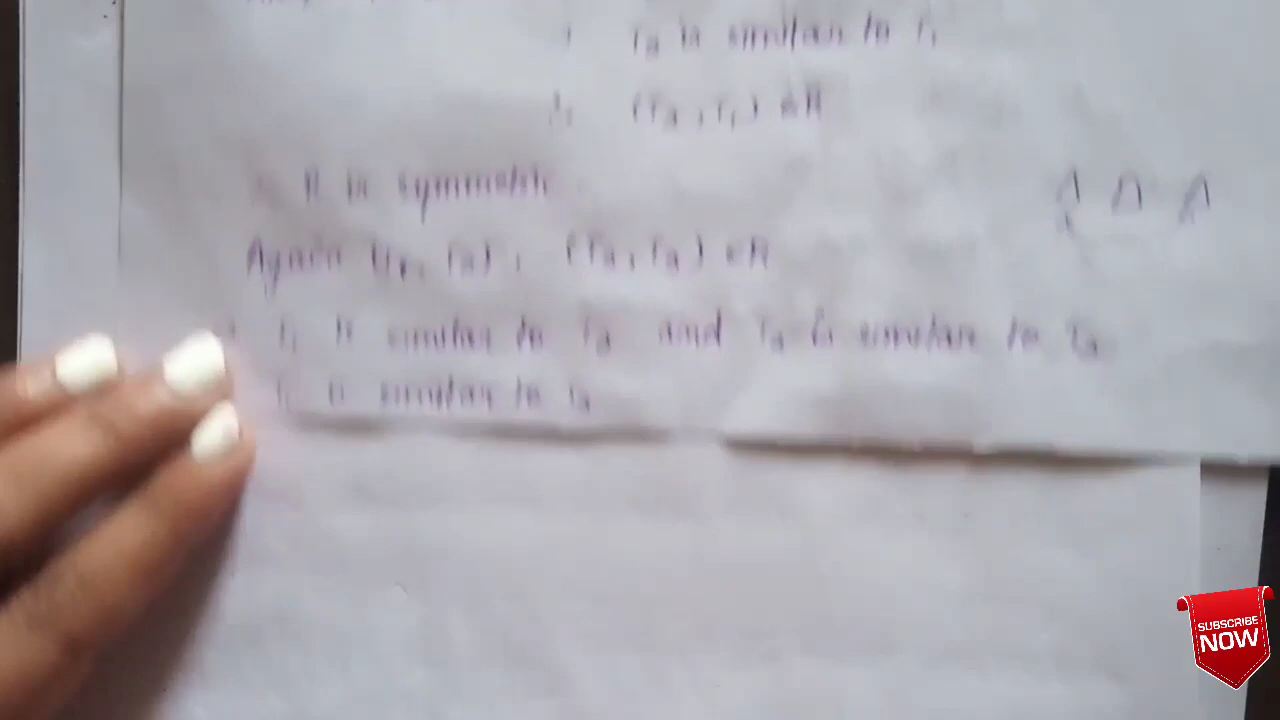 T₂ is similar to T₁
∴ (T₂, T₁) ∈ R
R is symmetric
Again (T₁, T₂), (T₂, T₃) ∈ R
T₁ is similar to T₂ and T₂ is similar to T₃
T₁ is similar to T₃
SUBSCRIBE
NOW